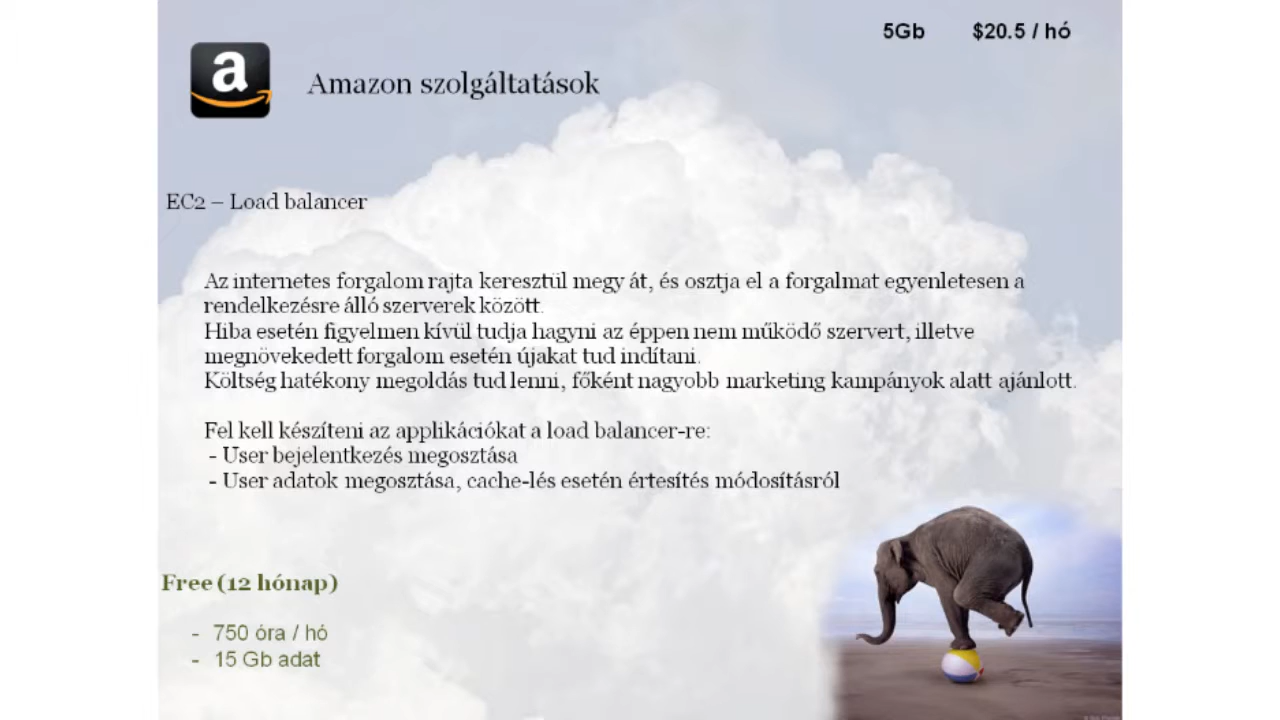 5Gb $20.5 / hó
a
Amazon szolgáltatások
EC2 – Load balancer
Az internetes forgalom rajta keresztül megy át, és osztja el a forgalmat egyenletesen a
rendelkezésre álló szerverek között.
Hiba esetén figyelmen kívül tudja hagyni az éppen nem működő szervert, illetve
megnövekedett forgalom esetén újakat tud indítani.
Költség hatékony megoldás tud lenni, főként nagyobb marketing kampányok alatt ajánlott.
Fel kell készíteni az applikációkat a load balancer-re:
- User bejelentkezés megosztása
- User adatok megosztása, cache-lés esetén értesítés módosításról
Free (12 hónap)
- 750 óra / hó
- 15 Gb adat